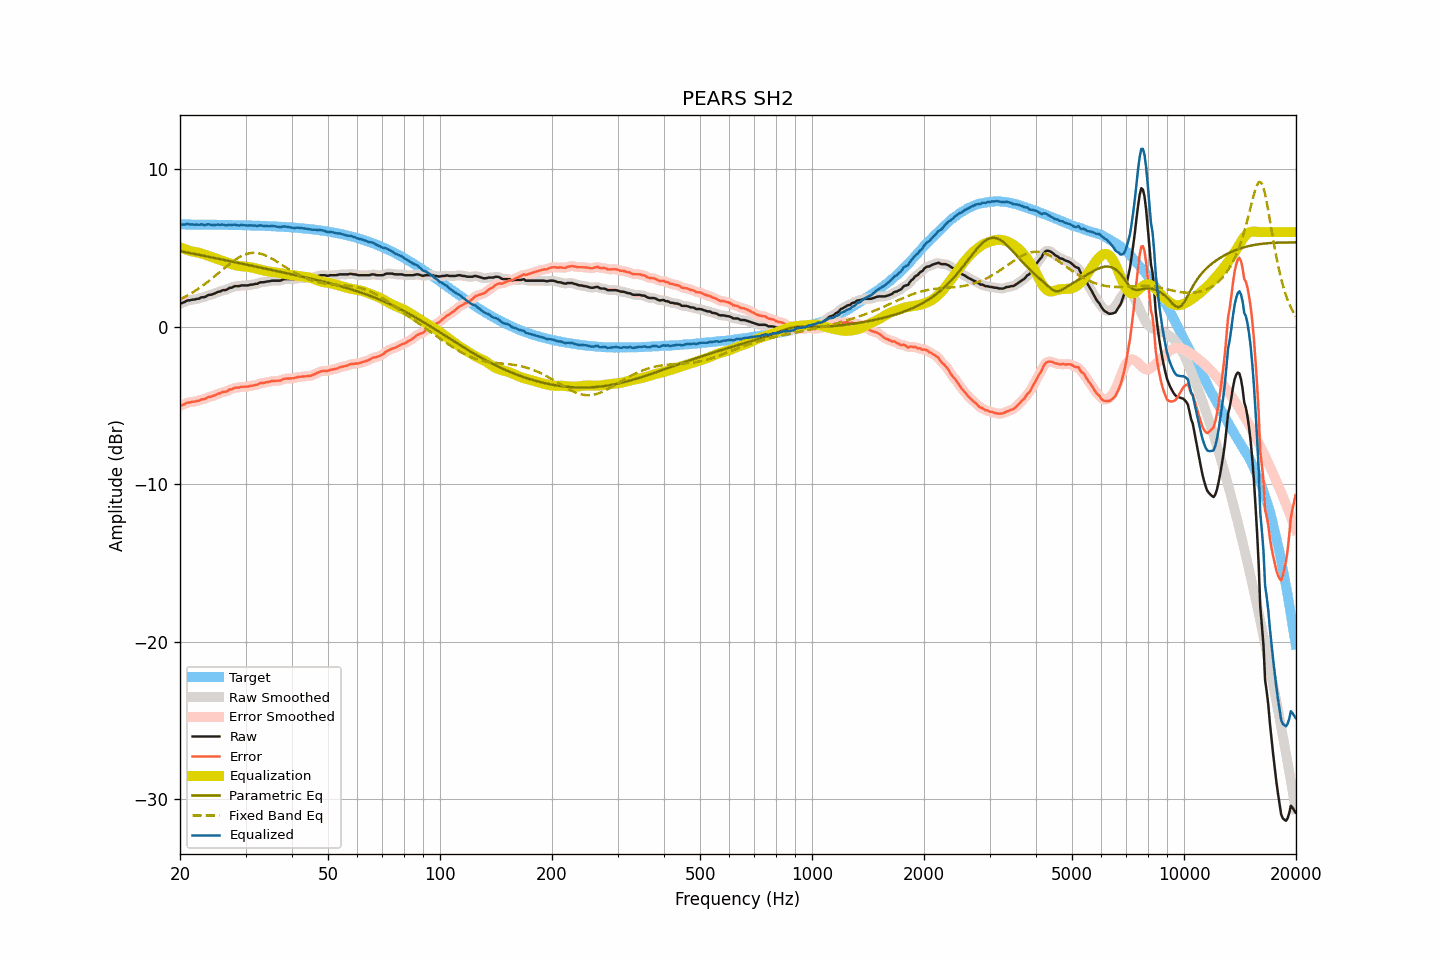 PEARS SH2
10
0
−10
−20
−30
Amplitude (dBr)
Target
Raw Smoothed
Error Smoothed
Raw
Error
Equalization
Parametric Eq
Fixed Band Eq
Equalized
20 50 100 200 500 1000 2000 5000 10000 20000
Frequency (Hz)